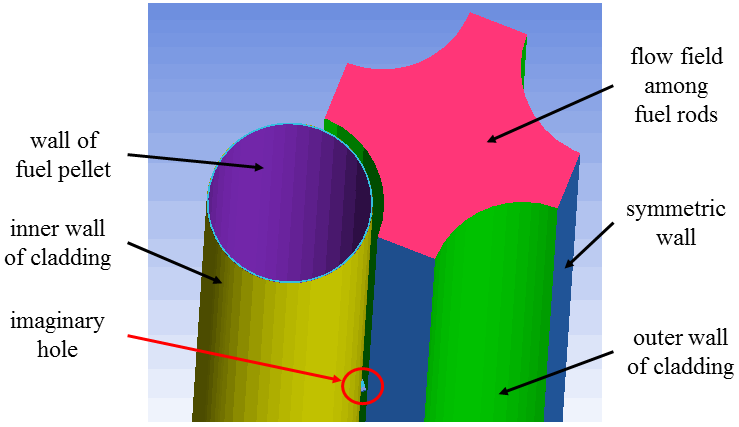 wall of
fuel pellet
inner wall
of cladding
imaginary
hole
flow field
among
fuel rods
symmetric
wall
outer wall
of cladding